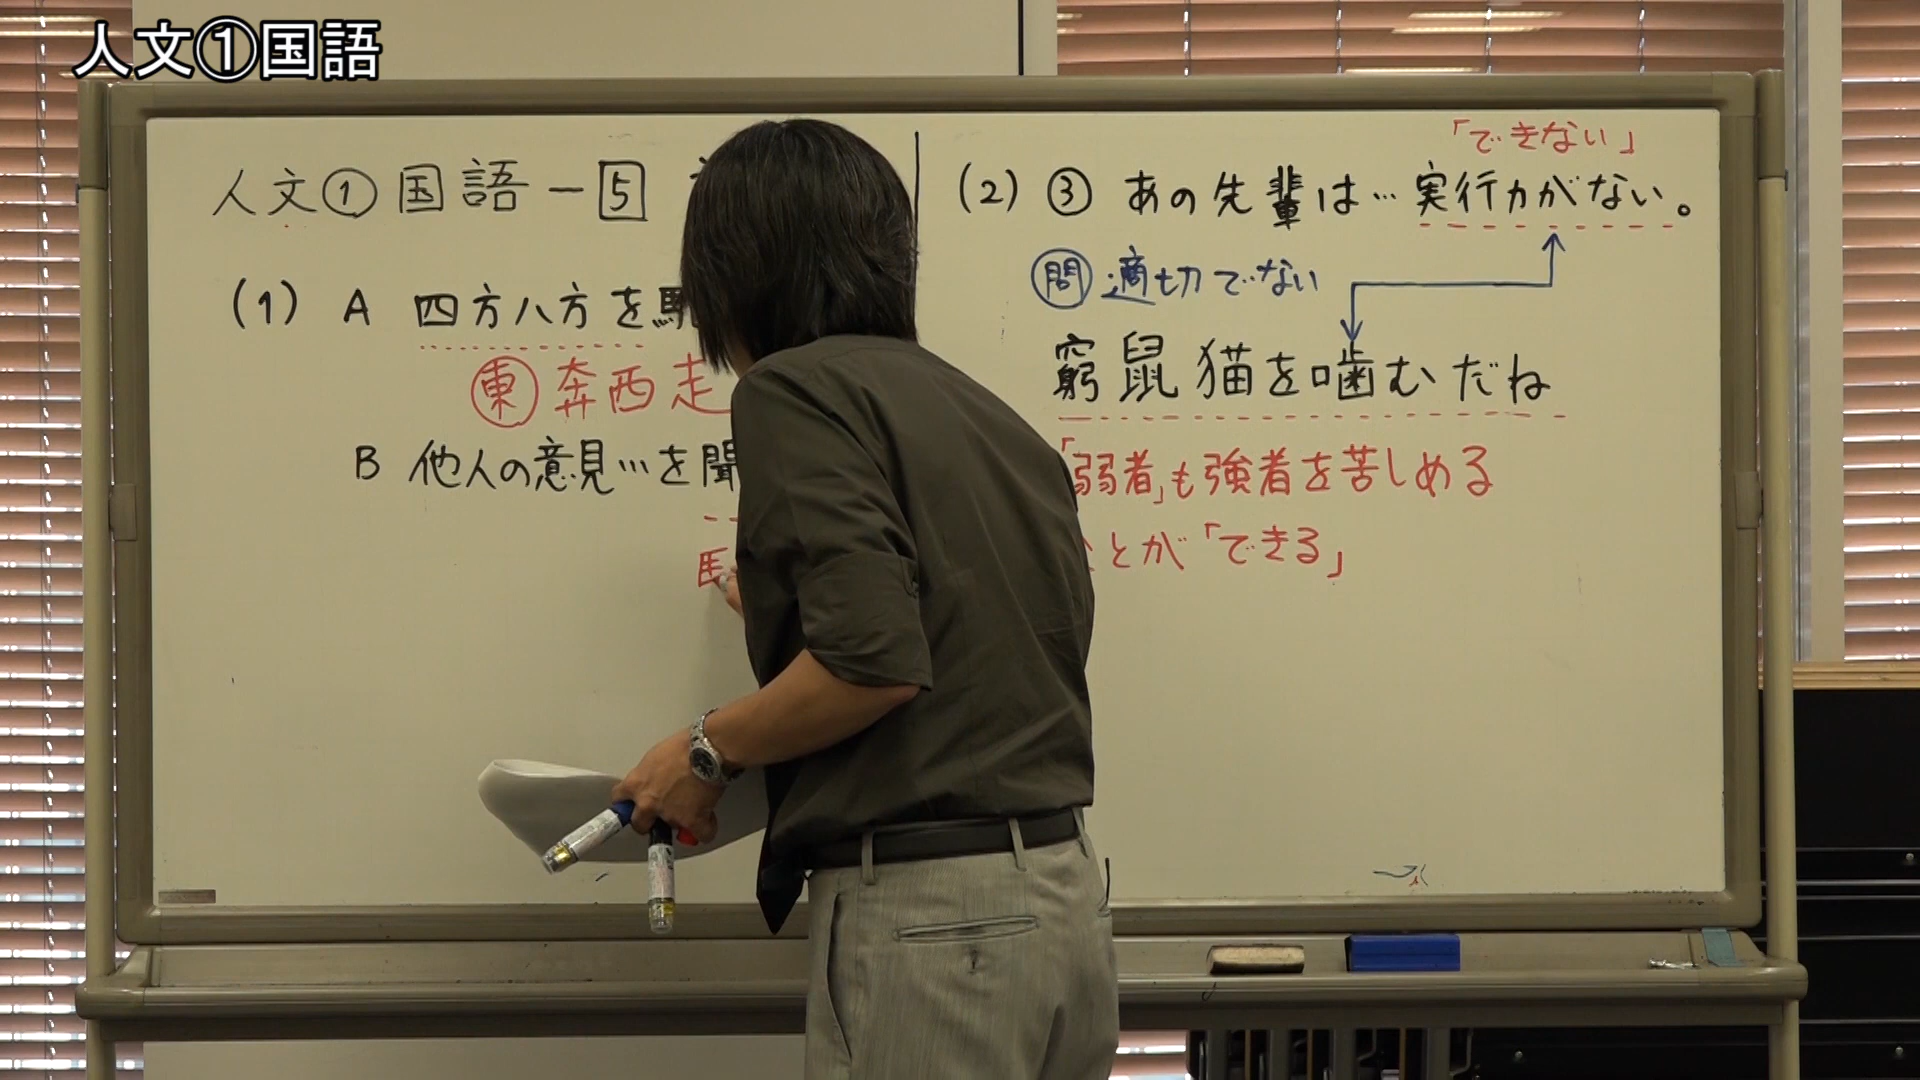 人文①国語
人文①国語−5
(1) A 四方八方を駆
東奔西走
B 他人の意見…を聞
(2) ③ あの先輩は…実行力がない。
「できない」
問 適切でない
窮鼠猫を噛むだね
「弱者」も強者を苦しめる
とが「できる」